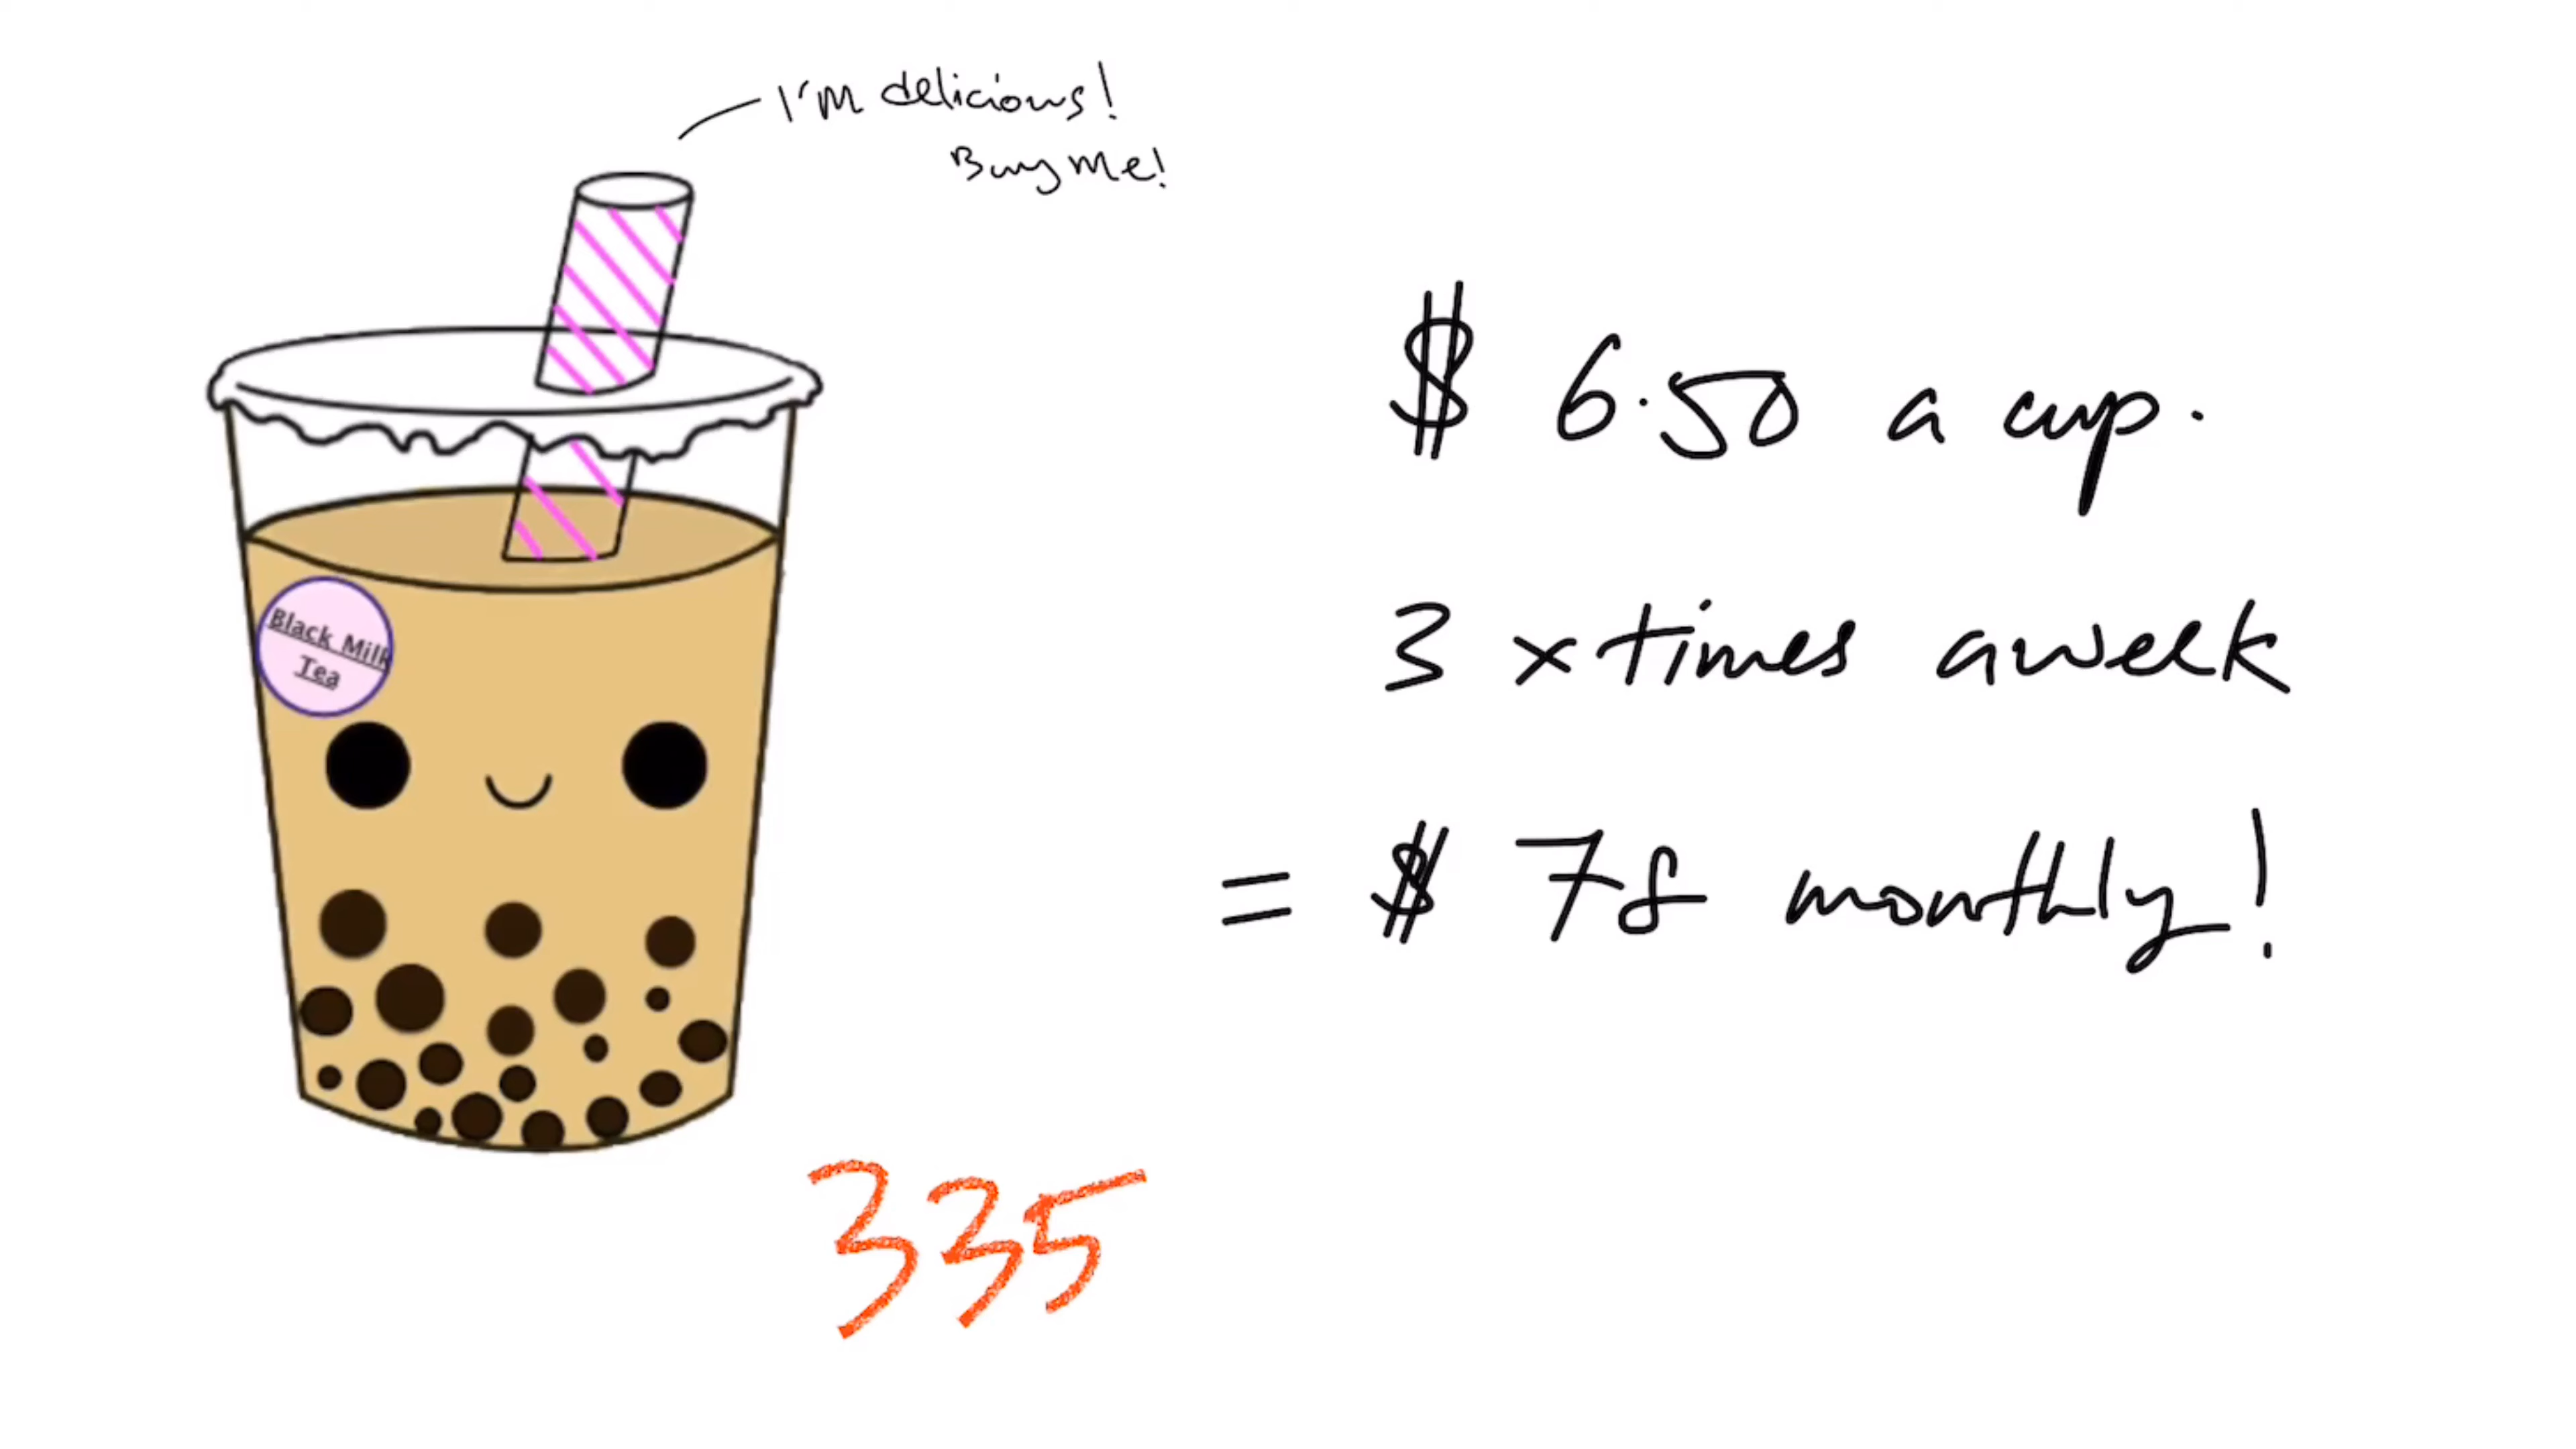 I'm delicious!
Buy Me!
$ 6.50 a cup.
3 x times a week
= $ 78 monthly!
Black Milk
Tea
335